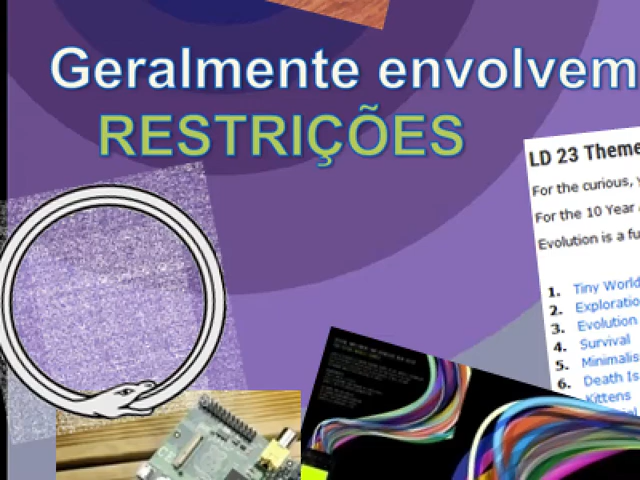 Geralmente envolvem
RESTRIÇÕES
LD 23 Theme
For the curious, y
For the 10 Year
Evolution is a fu
1. Tiny World
2. Exploratio
3. Evolution
4. Survival
5. Minimalis
6. Death Is
Kittens